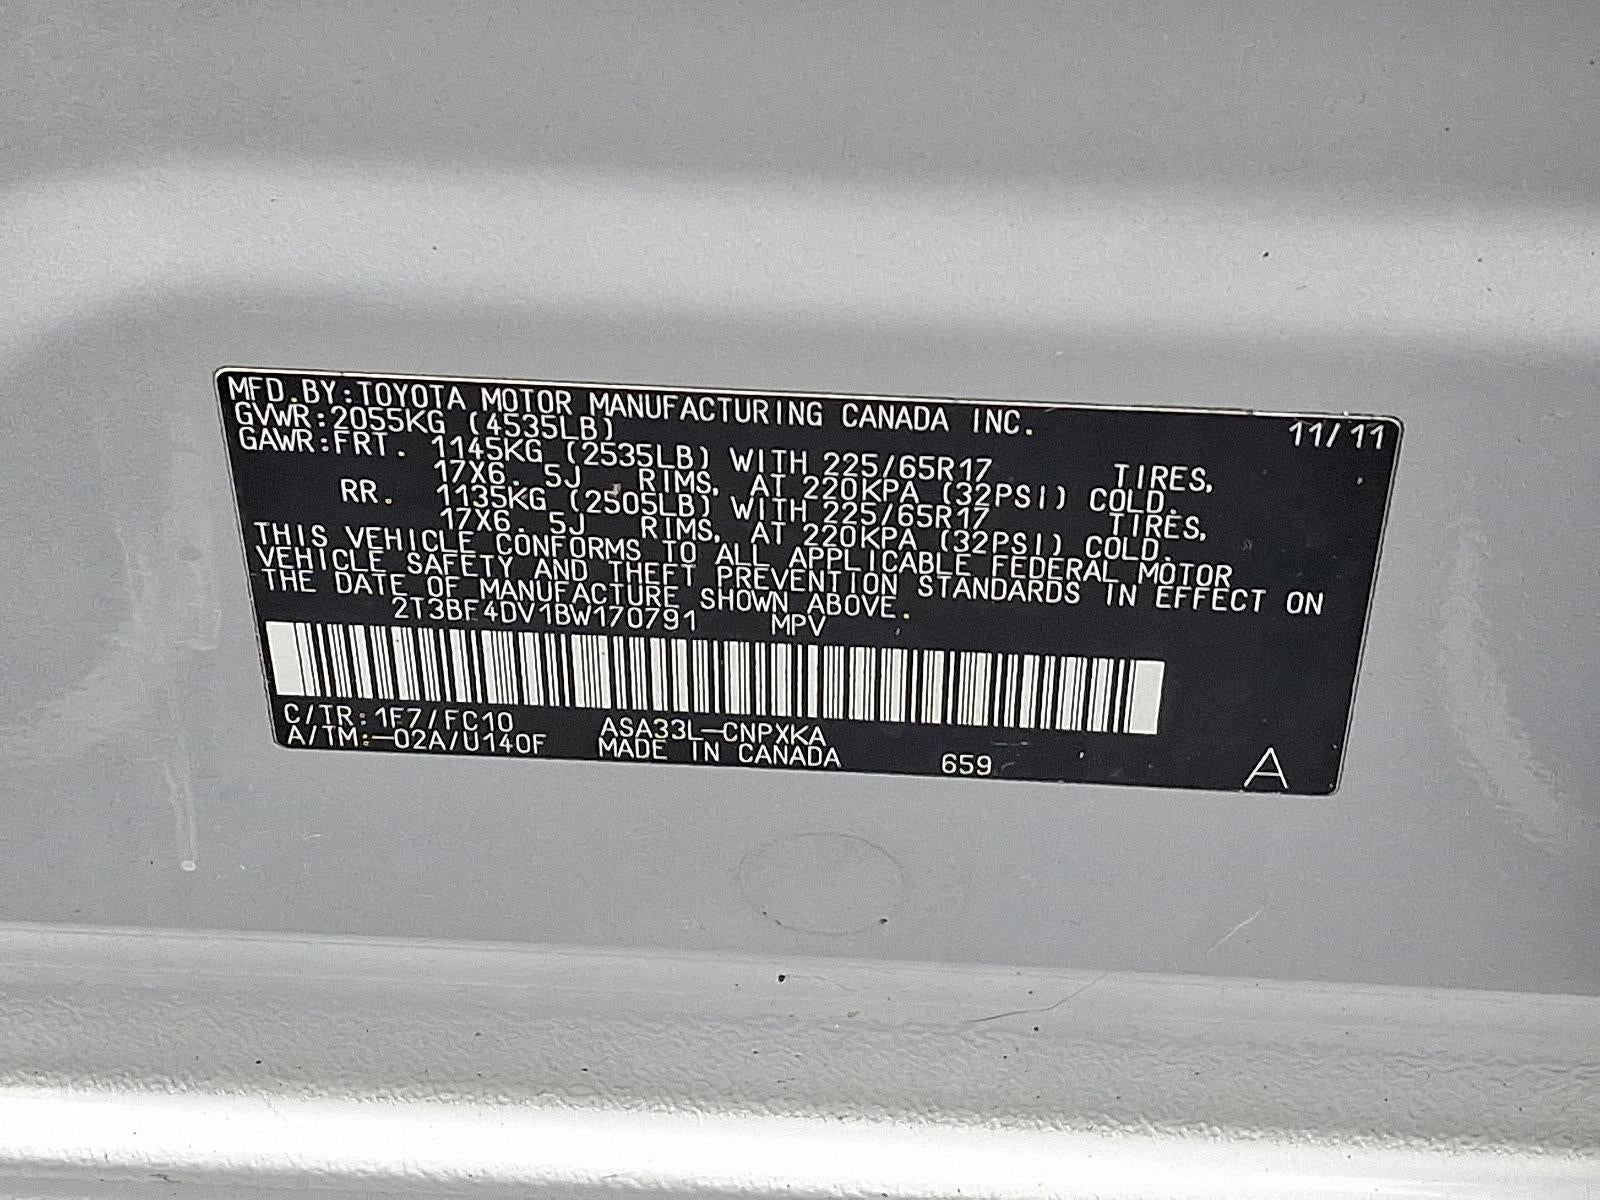 MFD.BY:TOYOTA MOTOR MANUFACTURING CANADA INC. 11/11
GVWR:2055KG (4535LB)
GAWR:FRT. 1145KG (2535LB) WITH 225/65R17 TIRES,
17X6. 5J RIMS, AT 220KPA (32PSI) COLD.
RR. 1135KG (2505LB) WITH 225/65R17 TIRES,
17X6. 5J RIMS, AT 220KPA (32PSI) COLD.
THIS VEHICLE CONFORMS TO ALL APPLICABLE FEDERAL MOTOR
VEHICLE SAFETY AND THEFT PREVENTION STANDARDS IN EFFECT ON
THE DATE OF MANUFACTURE SHOWN ABOVE.
2T3BF4DV1BW170791 MPV
C/TR:1F7/FC10 ASA33L-CNPXKA
A/TM:-02A/U140F MADE IN CANADA 659 A